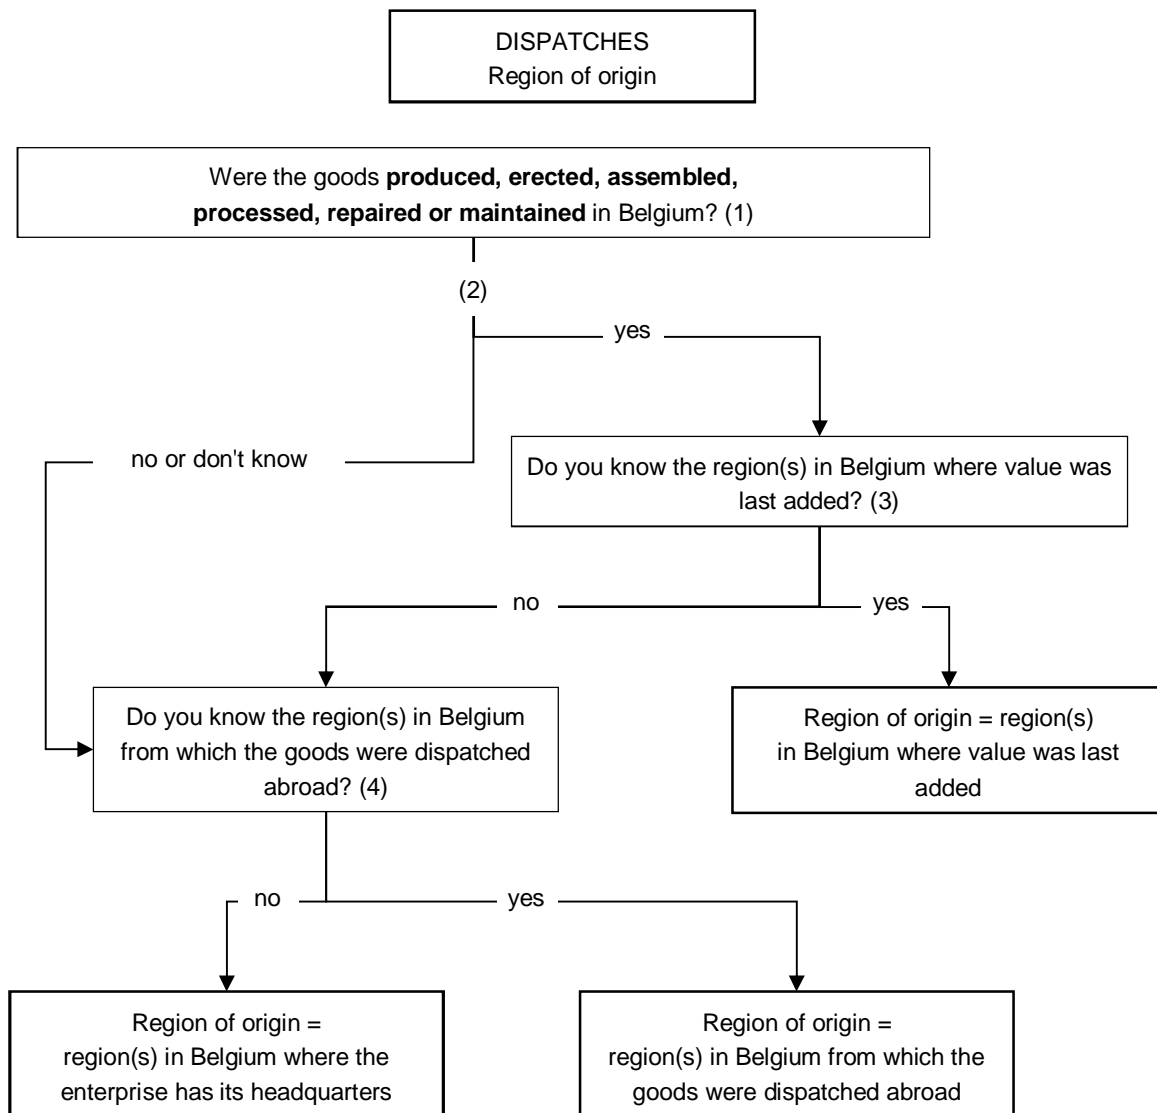 DISPATCHES
Region of origin
Were the goods produced, erected, assembled,
processed, repaired or maintained in Belgium? (1)
(2)
yes
no or don't know
Do you know the region(s) in Belgium where value was
last added? (3)
no
yes
Do you know the region(s) in Belgium
from which the goods were dispatched
abroad? (4)
Region of origin = region(s)
in Belgium where value was last
added
no
yes
Region of origin =
region(s) in Belgium where the
enterprise has its headquarters
Region of origin =
region(s) in Belgium from which the
goods were dispatched abroad